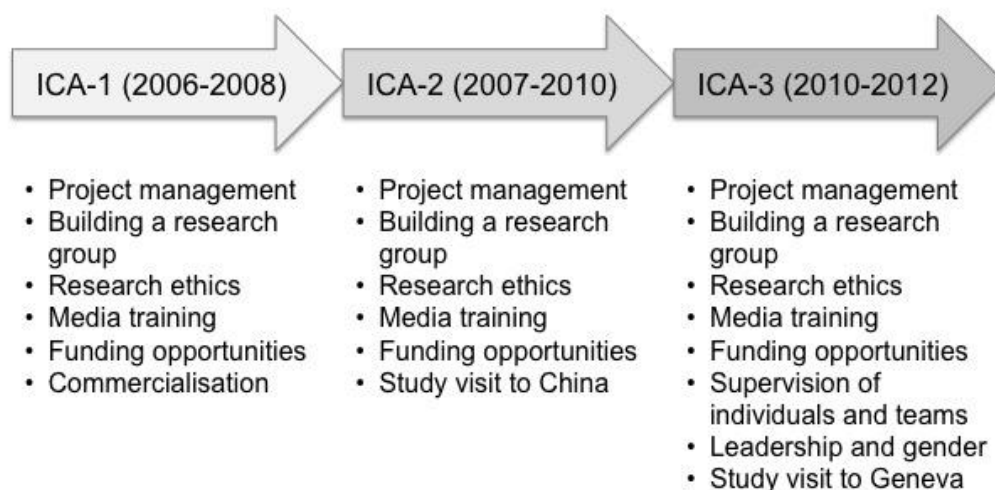 ICA-1 (2006-2008)
ICA-2 (2007-2010)
ICA-3 (2010-2012)
• Project management
• Building a research
group
• Research ethics
• Media training
• Funding opportunities
• Commercialisation
• Project management
• Building a research
group
• Research ethics
• Media training
• Funding opportunities
• Study visit to China
• Project management
• Building a research
group
• Research ethics
• Media training
• Funding opportunities
• Supervision of
individuals and teams
• Leadership and gender
• Study visit to Geneva